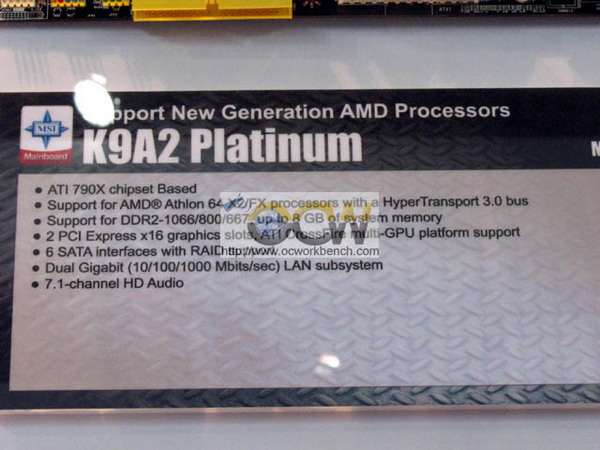 Support New Generation AMD Processors
MSI
Mainboard
K9A2 Platinum
• ATI 790X chipset Based
• Support for AMD® Athlon 64 X2/FX processors with a HyperTransport 3.0 bus
• Support for DDR2-1066/800/667, up to 8 GB of system memory
• 2 PCI Express x16 graphics slots, ATI CrossFire multi-GPU platform support
• 6 SATA interfaces with RAID
• Dual Gigabit (10/100/1000 Mbits/sec) LAN subsystem
• 7.1-channel HD Audio
OCW
http://www.ocworkbench.com